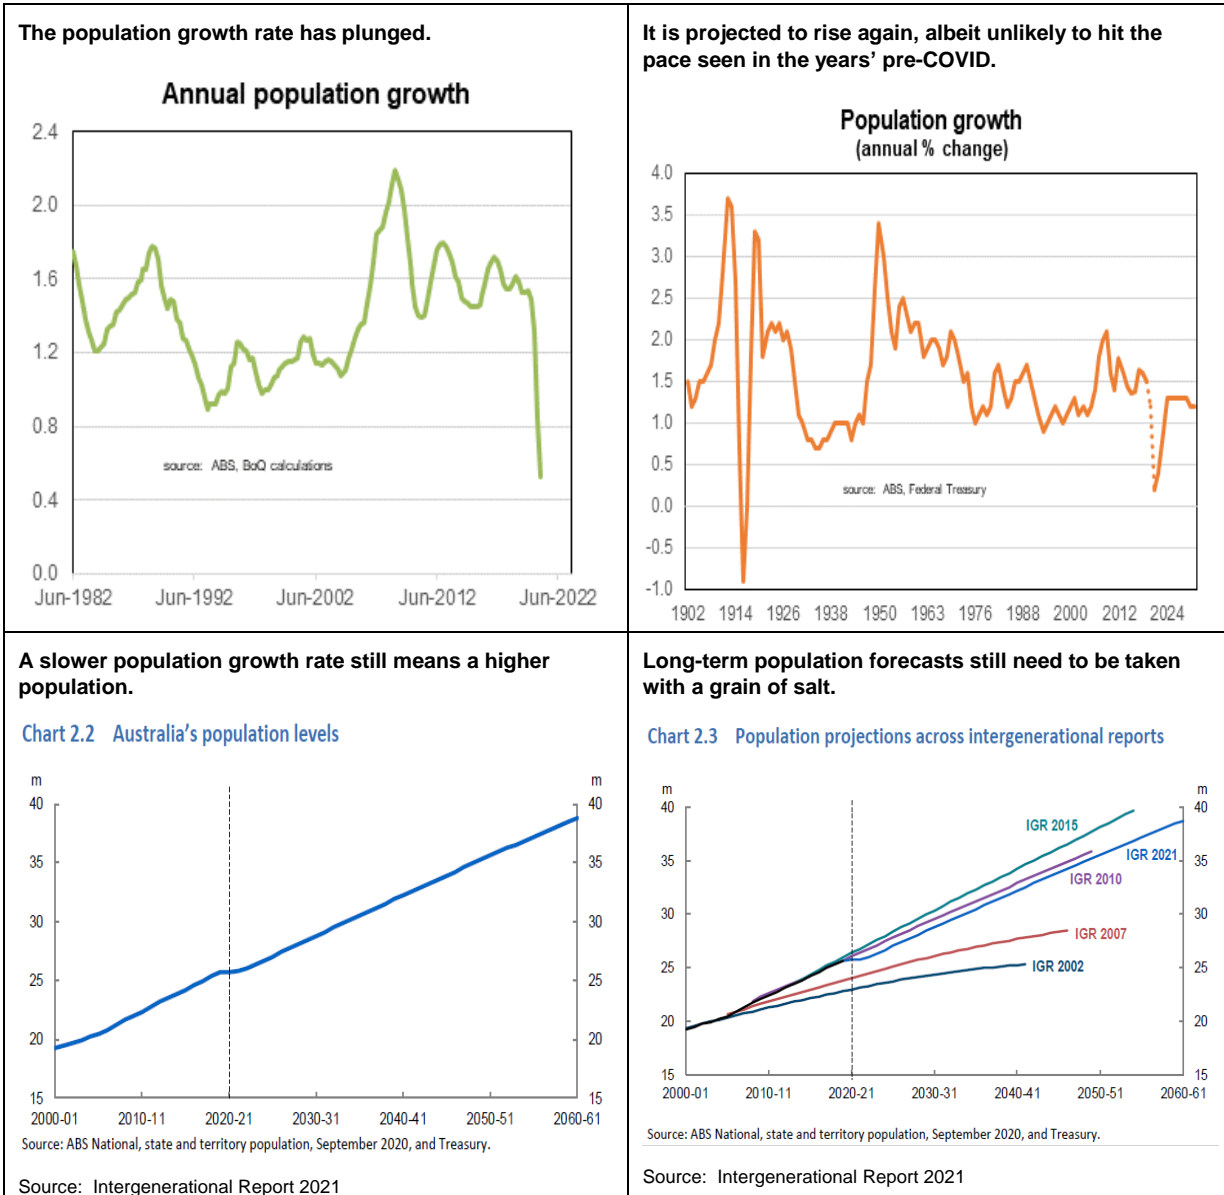 The population growth rate has plunged.
Annual population growth
2.4
2.0
1.6
1.2
0.8
0.4
0.0
source: ABS, BoQ calculations
Jun-1982 Jun-1992 Jun-2002 Jun-2012 Jun-2022
It is projected to rise again, albeit unlikely to hit the
pace seen in the years’ pre-COVID.
Population growth
(annual % change)
4.0
3.5
3.0
2.5
2.0
1.5
1.0
0.5
0.0
-0.5
-1.0
source: ABS, Federal Treasury
1902 1914 1926 1938 1950 1963 1976 1988 2000 2012 2024
A slower population growth rate still means a higher
population.
Chart 2.2 Australia’s population levels
m m
40 40
35 35
30 30
25 25
20 20
15 15
2000-01 2010-11 2020-21 2030-31 2040-41 2050-51 2060-61
Source: ABS National, state and territory population, September 2020, and Treasury.
Source: Intergenerational Report 2021
Long-term population forecasts still need to be taken
with a grain of salt.
Chart 2.3 Population projections across intergenerational reports
m m
40 40
IGR 2015
IGR 2021
35 35
IGR 2010
30 30
IGR 2007
25 25
IGR 2002
20 20
15 15
2000-01 2010-11 2020-21 2030-31 2040-41 2050-51 2060-61
Source: ABS National, state and territory population, September 2020, and Treasury.
Source: Intergenerational Report 2021